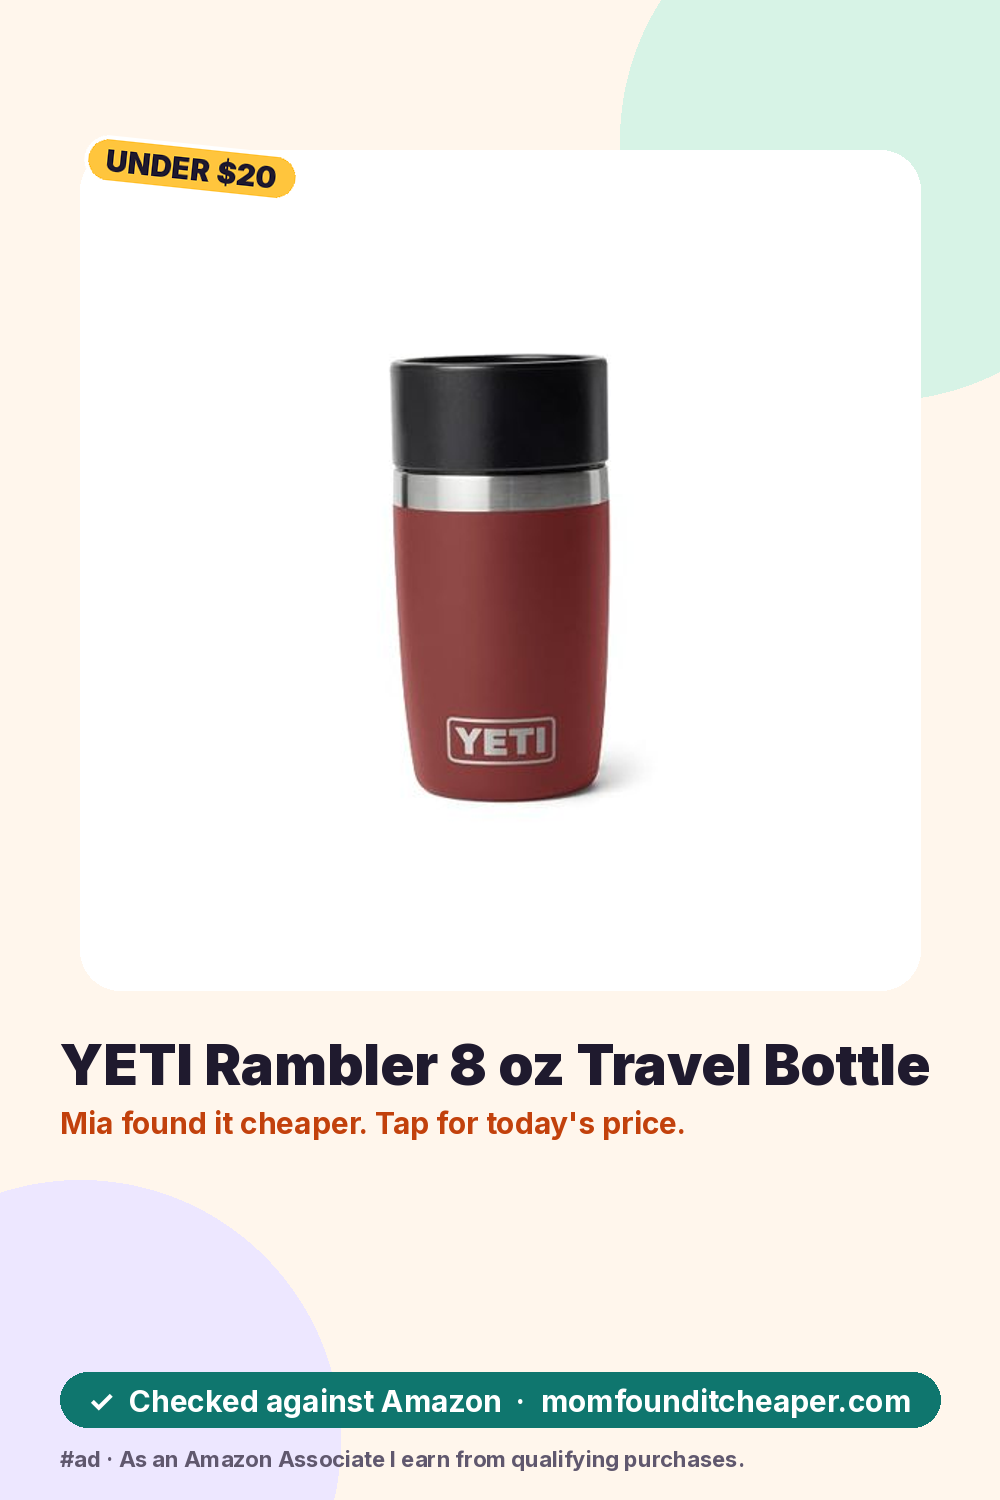 UNDER $20
YETI
YETI Rambler 8 oz Travel Bottle
Mia found it cheaper. Tap for today's price.
✓ Checked against Amazon · momfounditcheaper.com
#ad · As an Amazon Associate I earn from qualifying purchases.